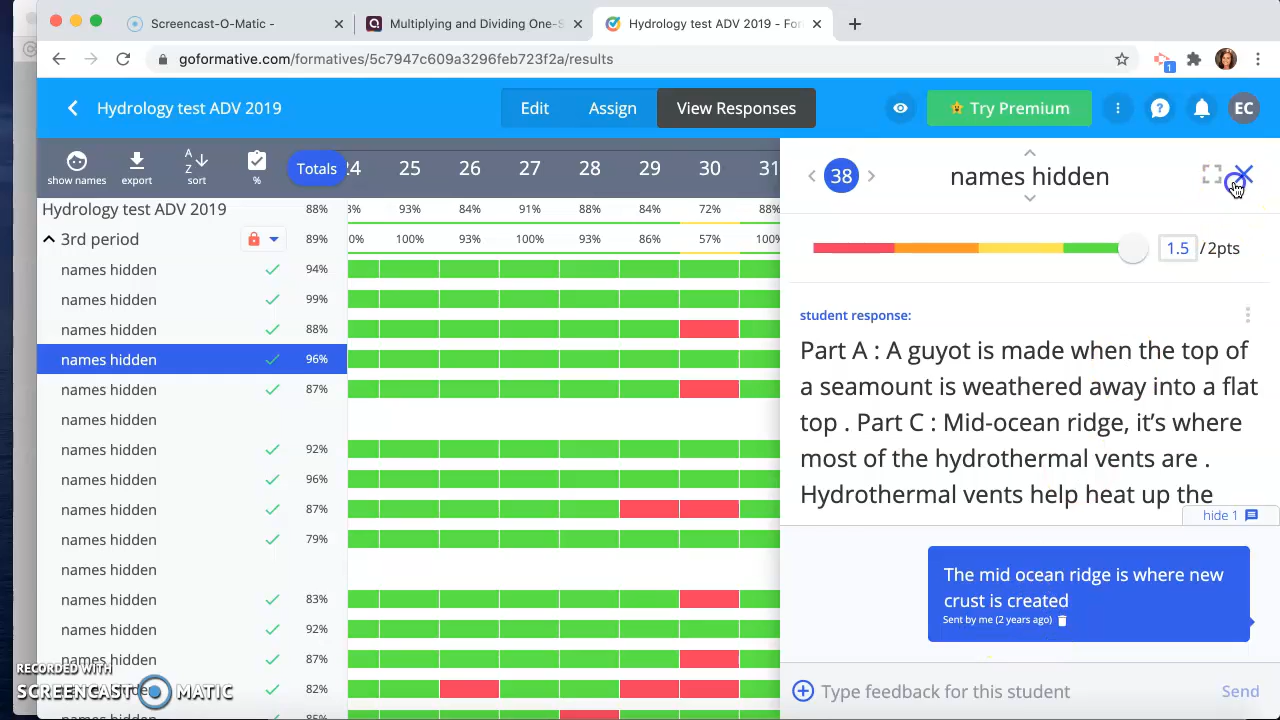 Screencast-O-Matic -
Multiplying and Dividing One-S
Hydrology test ADV 2019 - For
goformative.com/formatives/5c7947c609a3296feb723f2a/results
1
Hydrology test ADV 2019
Edit
Assign
View Responses
Try Premium
EC
show names
export
A
Z
sort
%
Totals
24 25 26 27 28 29 30 31
38
names hidden
Hydrology test ADV 2019 88% 3% 93% 84% 91% 88% 84% 72% 88%
3rd period 89% 0% 100% 93% 100% 93% 86% 57% 100%
names hidden 94%
names hidden 99%
names hidden 88%
names hidden 96%
names hidden 87%
names hidden
names hidden 92%
names hidden 96%
names hidden 87%
names hidden 79%
names hidden
names hidden 83%
names hidden 92%
names hidden 87%
82%
85%
1.5 /2pts
student response:
Part A : A guyot is made when the top of
a seamount is weathered away into a flat
top . Part C : Mid-ocean ridge, it’s where
most of the hydrothermal vents are .
Hydrothermal vents help heat up the
hide 1
The mid ocean ridge is where new
crust is created
Sent by me (2 years ago)
Type feedback for this student
Send
RECORDED WITH
SCREENCAST MATIC